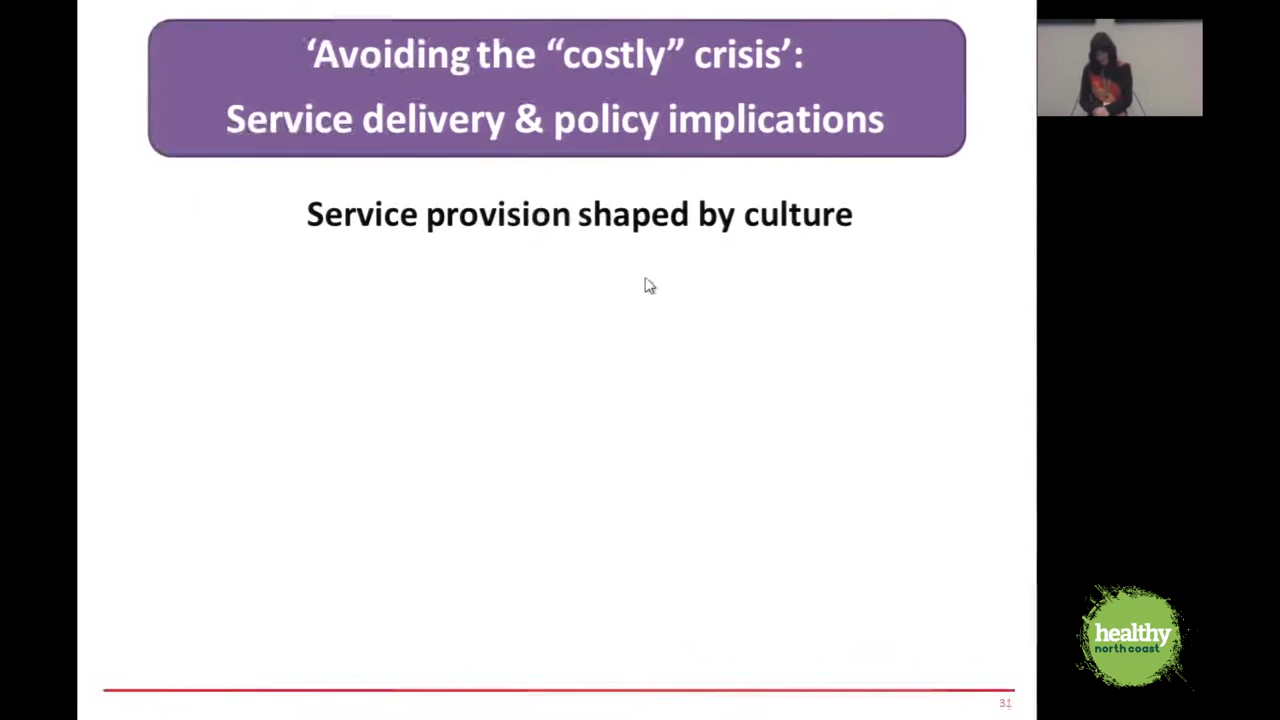 ‘Avoiding the “costly” crisis’:
Service delivery & policy implications
Service provision shaped by culture
31
healthy
north coast